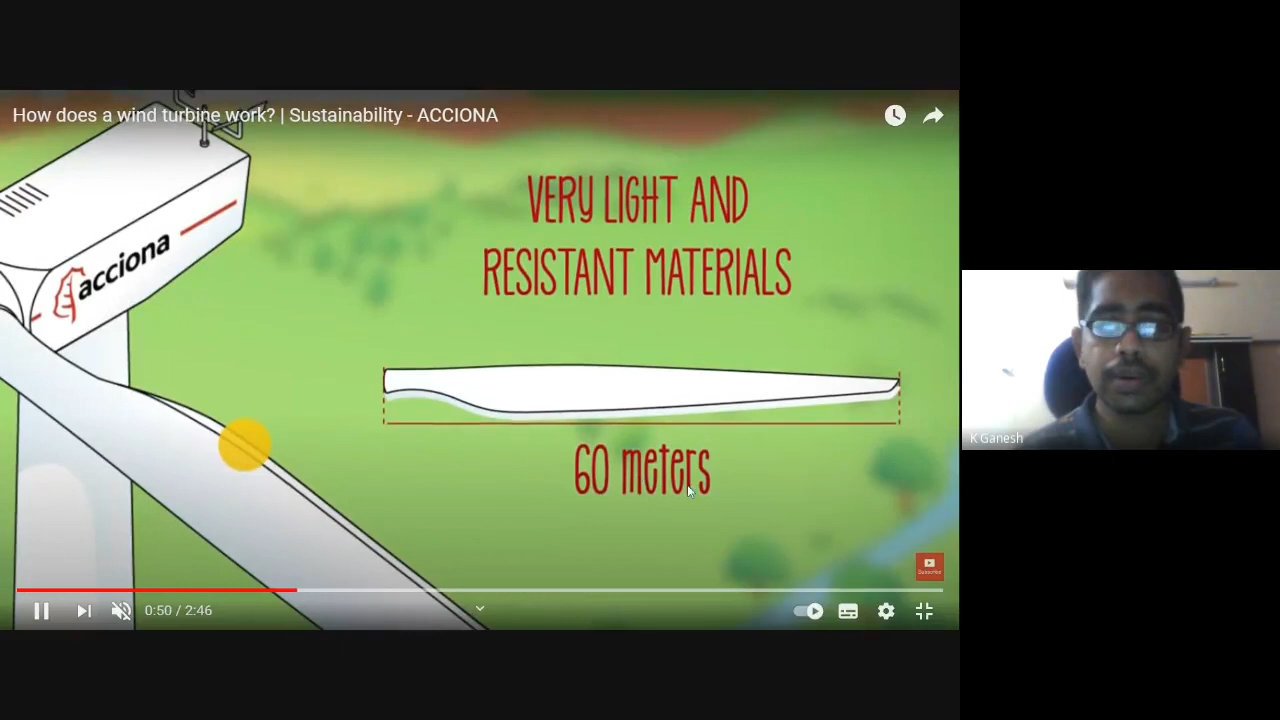 How does a wind turbine work? | Sustainability - ACCIONA
acciona
VERY LIGHT AND
RESISTANT MATERIALS
60 meters
K Ganesh
Subscribe
0:50 / 2:46